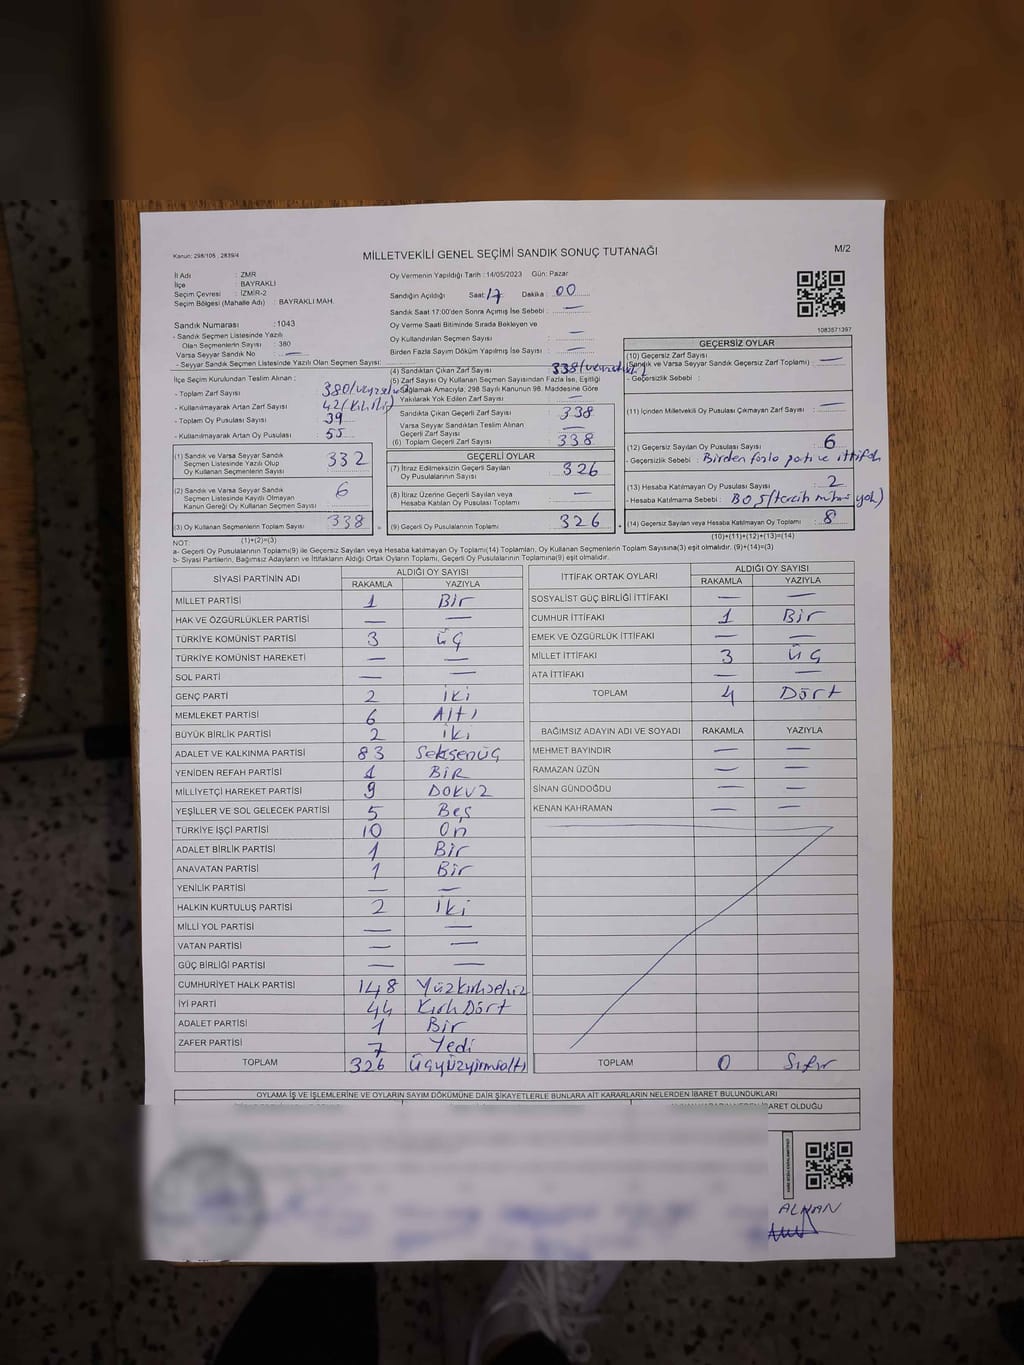 Kanun: 298/105 , 2839/4
MİLLETVEKİLİ GENEL SEÇİMİ SANDIK SONUÇ TUTANAĞI
M/2
İl Adı : ZMR
İlçe : BAYRAKLI
Seçim Çevresi : İZMİR-2
Seçim Bölgesi (Mahalle Adı) : BAYRAKLI MAH.
Sandık Numarası :1043
- Sandık Seçmen Listesinde Yazılı
Olan Seçmenlerin Sayısı : 380
Varsa Seyyar Sandık No : —
- Seyyar Sandık Seçmen Listesinde Yazılı Olan Seçmen Sayısı:
İlçe Seçim Kurulundan Teslim Alınan ;
- Toplam Zarf Sayısı : 380
- Kullanılmayarak Artan Zarf Sayısı : 42
- Toplam Oy Pusulası Sayısı : 39
- Kullanılmayarak Artan Oy Pusulası : 55
(1) Sandık ve Varsa Seyyar Sandık
Seçmen Listesinde Yazılı Olup
Oy Kullanan Seçmenlerin Sayısı 332
(2) Sandık ve Varsa Seyyar Sandık
Seçmen Listesinde Kayıtlı Olmayan
Kanun Gereği Oy Kullanan Seçmen Sayısı 6
(3) Oy Kullanan Seçmenlerin Toplam Sayısı 338
Oy Vermenin Yapıldığı Tarih : 14/05/2023 Gün: Pazar
Sandığın Açıldığı Saat: 17 Dakika : 00
Sandık Saat 17:00'den Sonra Açımış İse Sebebi : —
Oy Verme Saati Bitiminde Sırada Bekleyen ve
Oy Kullandırılan Seçmen Sayısı : —
Birden Fazla Sayım Döküm Yapılmış İse Sayısı : —
(4) Sandıktan Çıkan Zarf Sayısı : 338
(5) Zarf Sayısı Oy Kullanan Seçmen Sayısından Fazla İse, Eşitliği
Sağlamak Amacıyla; 298 Sayılı Kanunun 98. Maddesine Göre
Yakılarak Yok Edilen Zarf Sayısı : —
Sandıkta Çıkan Geçerli Zarf Sayısı : 338
Varsa Seyyar Sandıktan Teslim Alınan
Geçerli Zarf Sayısı : —
(6) Toplam Geçerli Zarf Sayısı : 338
GEÇERLİ OYLAR
(7) İtiraz Edilmeksizin Geçerli Sayılan
Oy Pusulalarının Sayısı : 326
(8) İtiraz Üzerine Geçerli Sayılan veya
Hesaba Katılan Oy Pusulası Toplamı : —
(9) Geçerli Oy Pusulalarının Toplamı : 326
1083571397
GEÇERSİZ OYLAR
(10) Geçersiz Zarf Sayısı
(Sandık ve Varsa Seyyar Sandık Geçersiz Zarf Toplamı) : —
- Geçersizlik Sebebi :
(11) İçinden Milletvekili Oy Pusulası Çıkmayan Zarf Sayısı : —
(12) Geçersiz Sayılan Oy Pusulası Sayısı : 6
- Geçersizlik Sebebi : Birden fazla parti ve ittifak
(13) Hesaba Katılmayan Oy Pusulası Sayısı : 2
- Hesaba Katılmama Sebebi : BOŞ (tercih mührü yok)
(14) Geçersiz Sayılan veya Hesaba Katılmayan Oy Toplamı : 8
NOT: (1)+(2)=(3)
(10)+(11)+(12)+(13)=(14)
a- Geçerli Oy Pusulalarının Toplamı(9) ile Geçersiz Sayılan veya Hesaba katılmayan Oy Toplamı(14) Toplamları, Oy Kullanan Seçmenlerin Toplam Sayısına(3) eşit olmalıdır. (9)+(14)=(3)
b- Siyasi Partilerin, Bağımsız Adayların ve İttifakların Aldığı Ortak Oyların Toplamı, Geçerli Oy Pusulalarının Toplamına(9) eşit olmalıdır.
SİYASİ PARTİNİN ADI ALDIĞI OY SAYISI
RAKAMLA YAZIYLA
MİLLET PARTİSİ 1 Bir
HAK VE ÖZGÜRLÜKLER PARTİSİ — —
TÜRKİYE KOMÜNİST PARTİSİ 3 üç
TÜRKİYE KOMÜNİST HAREKETİ — —
SOL PARTİ — —
GENÇ PARTİ 2 iki
MEMLEKET PARTİSİ 6 Altı
BÜYÜK BİRLİK PARTİSİ 2 iki
ADALET VE KALKINMA PARTİSİ 83 Seksenüç
YENİDEN REFAH PARTİSİ 1 BİR
MİLLİYETÇİ HAREKET PARTİSİ 9 DOKUZ
YEŞİLLER VE SOL GELECEK PARTİSİ 5 Beş
TÜRKİYE İŞÇİ PARTİSİ 10 On
ADALET BİRLİK PARTİSİ 1 Bir
ANAVATAN PARTİSİ 1 Bir
YENİLİK PARTİSİ — —
HALKIN KURTULUŞ PARTİSİ 2 iki
MİLLİ YOL PARTİSİ — —
VATAN PARTİSİ — —
GÜÇ BİRLİĞİ PARTİSİ — —
CUMHURİYET HALK PARTİSİ 148 Yüzkırksekiz
İYİ PARTİ 44 KırkDört
ADALET PARTİSİ 1 Bir
ZAFER PARTİSİ 7 Yedi
TOPLAM 326 üçyüzyirmialtı
İTTİFAK ORTAK OYLARI ALDIĞI OY SAYISI
RAKAMLA YAZIYLA
SOSYALİST GÜÇ BİRLİĞİ İTTİFAKI — —
CUMHUR İTTİFAKI 1 Bir
EMEK VE ÖZGÜRLÜK İTTİFAKI — —
MİLLET İTTİFAKI 3 üç
ATA İTTİFAKI — —
TOPLAM 4 Dört
BAĞIMSIZ ADAYIN ADI VE SOYADI RAKAMLA YAZIYLA
MEHMET BAYINDIR — —
RAMAZAN ÜZÜN — —
SİNAN GÜNDOĞDU — —
KENAN KAHRAMAN — —
TOPLAM 0 Sıfır
OYLAMA İŞ VE İŞLEMLERİNE VE OYLARIN SAYIM DÖKÜMÜNE DAİR ŞİKAYETLERLE BUNLARA AİT KARARLARIN NELERDEN İBARET BULUNDUKLARI
İBARET OLDUĞU